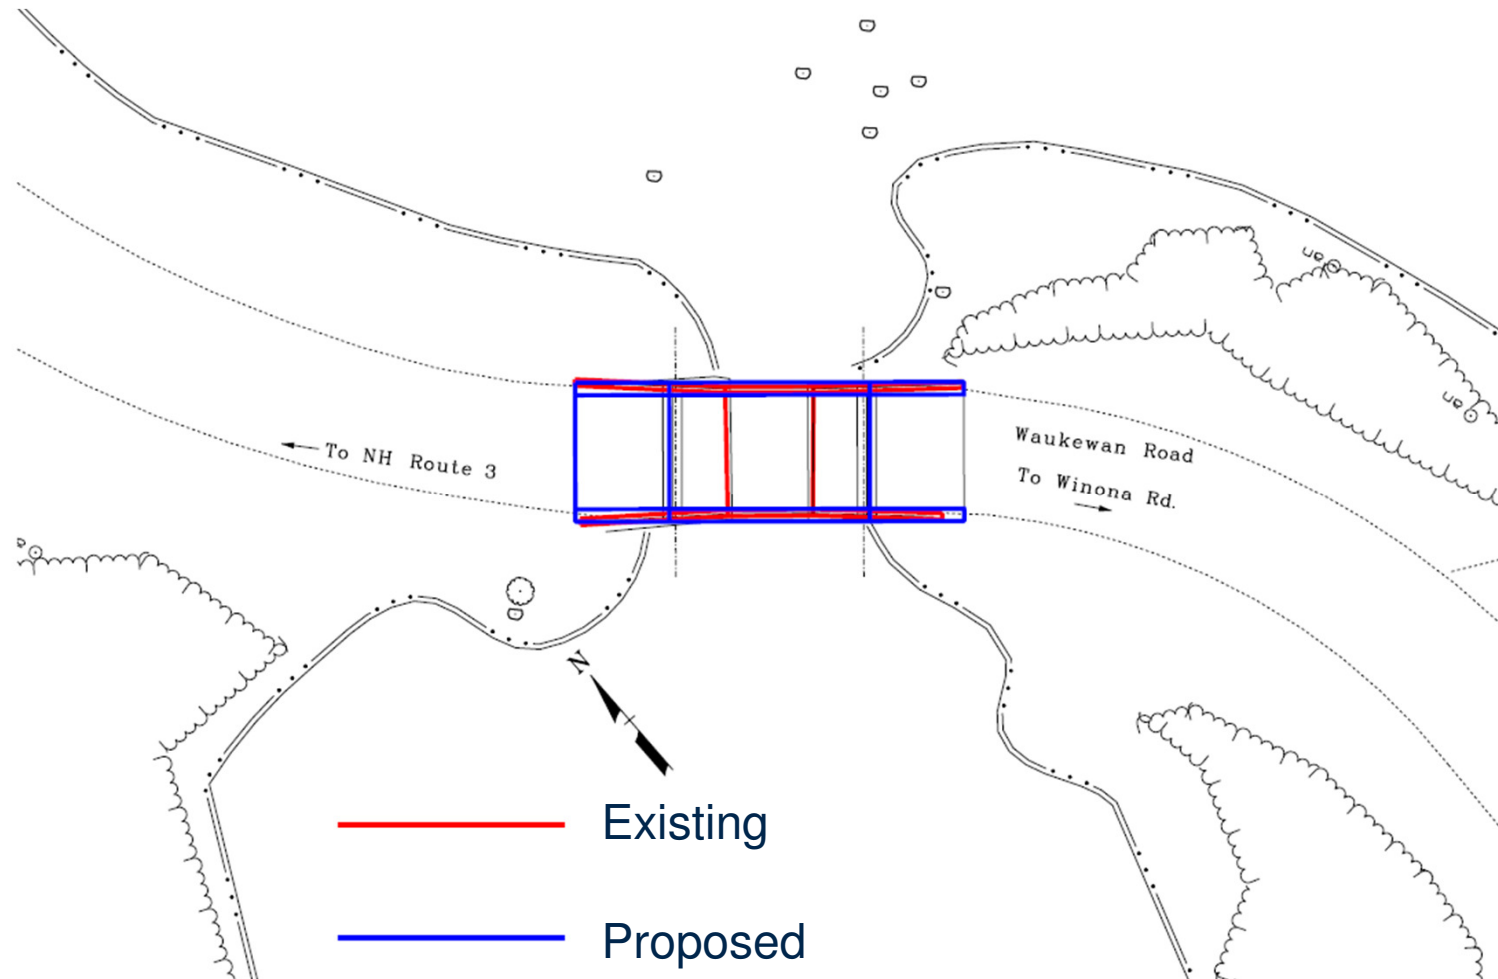 To NH Route 3
Waukewan Road
To Winona Rd.
N
Existing
Proposed